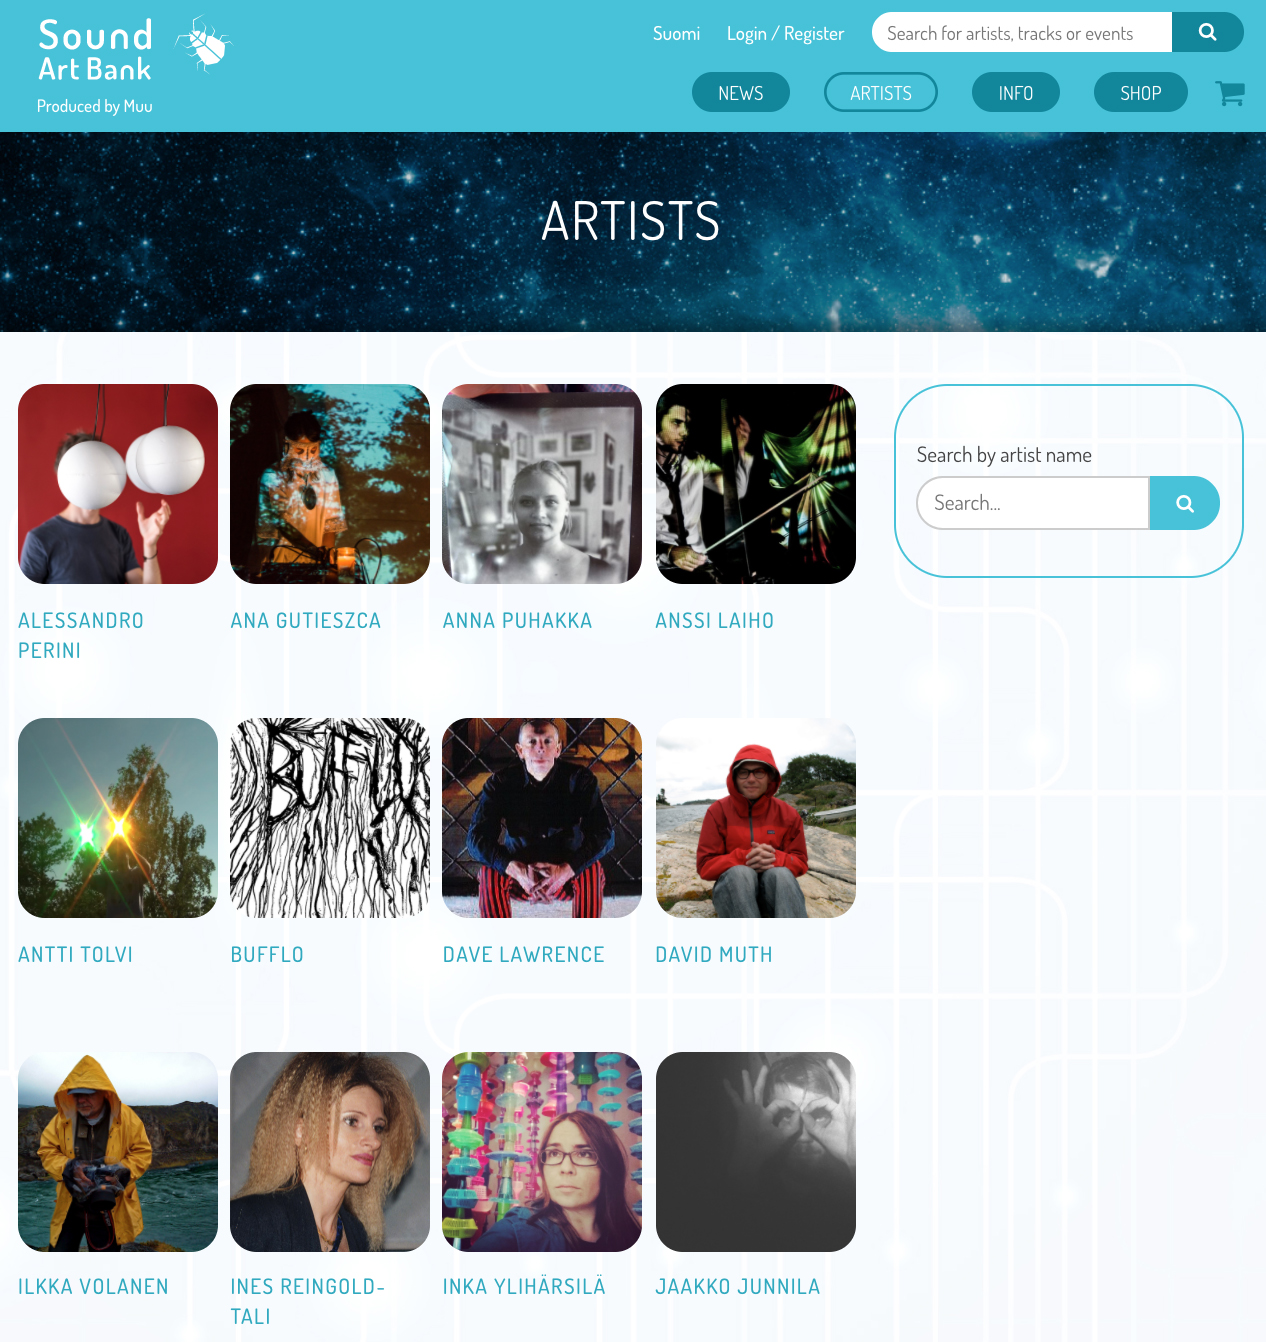 Sound
Art Bank
Produced by Muu
Suomi
Login / Register
Search for artists, tracks or events
NEWS
ARTISTS
INFO
SHOP
ARTISTS
Search by artist name
Search...
ALESSANDRO
PERINI
ANA GUTIESZCA
ANNA PUHAKKA
ANSSI LAIHO
BUFFLO
ANTTI TOLVI
BUFFLO
DAVE LAWRENCE
DAVID MUTH
ILKKA VOLANEN
INES REINGOLD-
TALI
INKA YLIHÄRSILÄ
JAAKKO JUNNILA